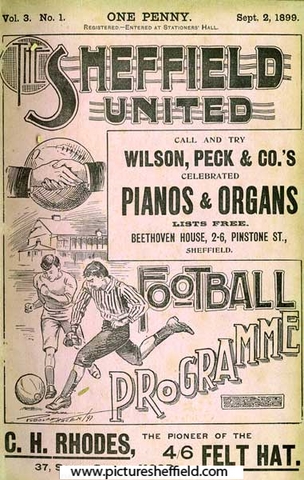 Vol. 3. No. 1. ONE PENNY. Sept. 2, 1899.
REGISTERED.—ENTERED AT STATIONERS' HALL.
THE SHEFFIELD
UNITED
CALL AND TRY
WILSON, PECK & CO.'S
CELEBRATED
PIANOS & ORGANS
LISTS FREE.
BEETHOVEN HOUSE, 2-6, PINSTONE ST.,
SHEFFIELD.
FOOTBALL
PROGRAMME
C. H. RHODES, THE PIONEER OF THE
4/6 FELT HAT.
37, S
www.picturesheffield.com